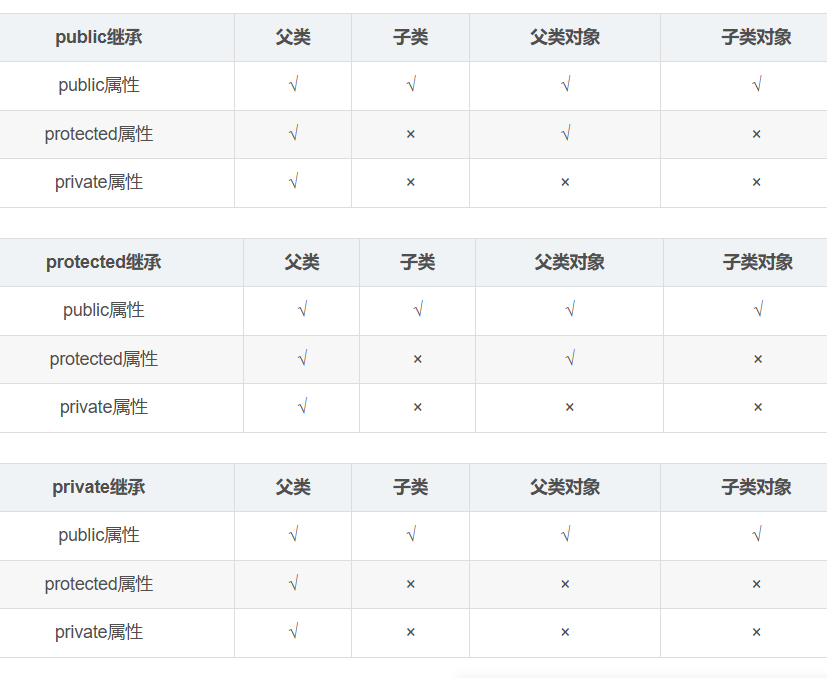 public继承 父类 子类 父类对象 子类对象
public属性 √ √ √ √
protected属性 √ × √ ×
private属性 √ × × ×
protected继承 父类 子类 父类对象 子类对象
public属性 √ √ √ √
protected属性 √ × √ ×
private属性 √ × × ×
private继承 父类 子类 父类对象 子类对象
public属性 √ √ √ √
protected属性 √ × × ×
private属性 √ × × ×